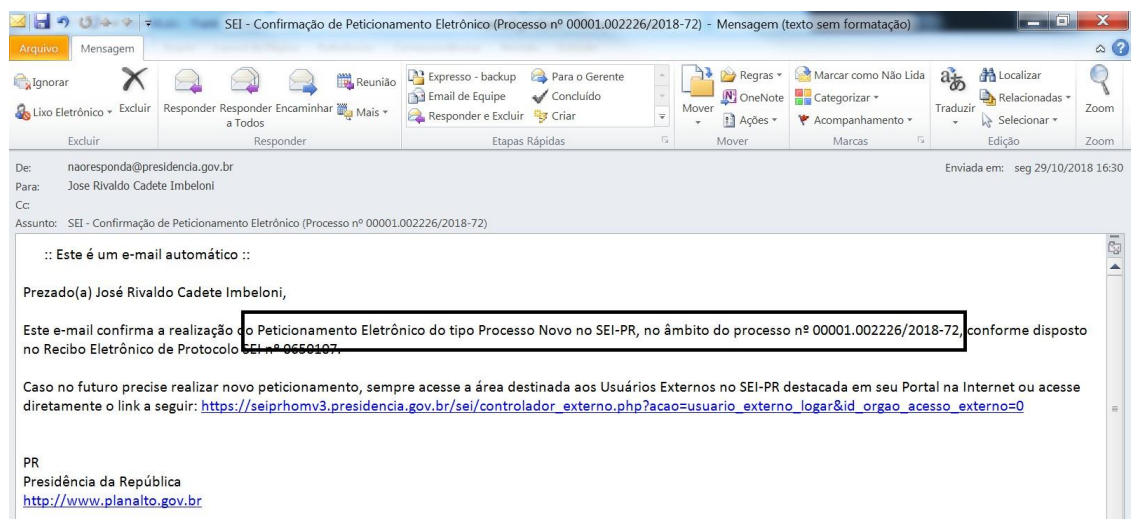 SEI - Confirmação de Peticionamento Eletrônico (Processo nº 00001.002226/2018-72) - Mensagem (texto sem formatação)
Arquivo Mensagem
Ignorar
Lixo Eletrônico
Excluir
Responder
Responder a Todos
Encaminhar
Reunião
Mais
Expresso - backup
Para o Gerente
Email de Equipe
Concluído
Responder e Excluir
Criar
Mover
Regras
OneNote
Ações
Marcar como Não Lida
Categorizar
Acompanhamento
Traduzir
Localizar
Relacionadas
Selecionar
Zoom
Excluir Responder Etapas Rápidas Mover Marcas Edição Zoom
De: naoresponda@presidencia.gov.br Enviada em: seg 29/10/2018 16:30
Para: Jose Rivaldo Cadete Imbeloni
Cc:
Assunto: SEI - Confirmação de Peticionamento Eletrônico (Processo nº 00001.002226/2018-72)
:: Este é um e-mail automático ::
Prezado(a) José Rivaldo Cadete Imbeloni,
Este e-mail confirma a realização do Peticionamento Eletrônico do tipo Processo Novo no SEI-PR, no âmbito do processo nº 00001.002226/2018-72, conforme disposto
no Recibo Eletrônico de Protocolo SEI nº 0650107.
Caso no futuro precise realizar novo peticionamento, sempre acesse a área destinada aos Usuários Externos no SEI-PR destacada em seu Portal na Internet ou acesse
diretamente o link a seguir: https://seiprhomv3.presidencia.gov.br/sei/controlador_externo.php?acao=usuario_externo_logar&id_orgao_acesso_externo=0
PR
Presidência da República
http://www.planalto.gov.br